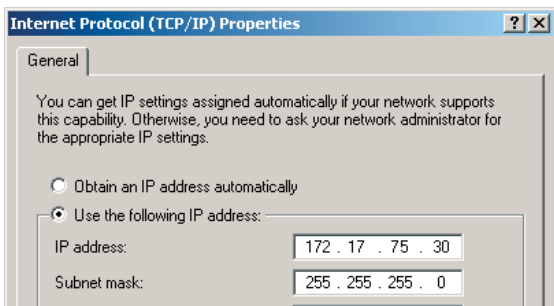 Internet Protocol (TCP/IP) Properties
General
You can get IP settings assigned automatically if your network supports
this capability. Otherwise, you need to ask your network administrator for
the appropriate IP settings.
Obtain an IP address automatically
Use the following IP address:
IP address: 172 . 17 . 75 . 30
Subnet mask: 255 . 255 . 255 . 0